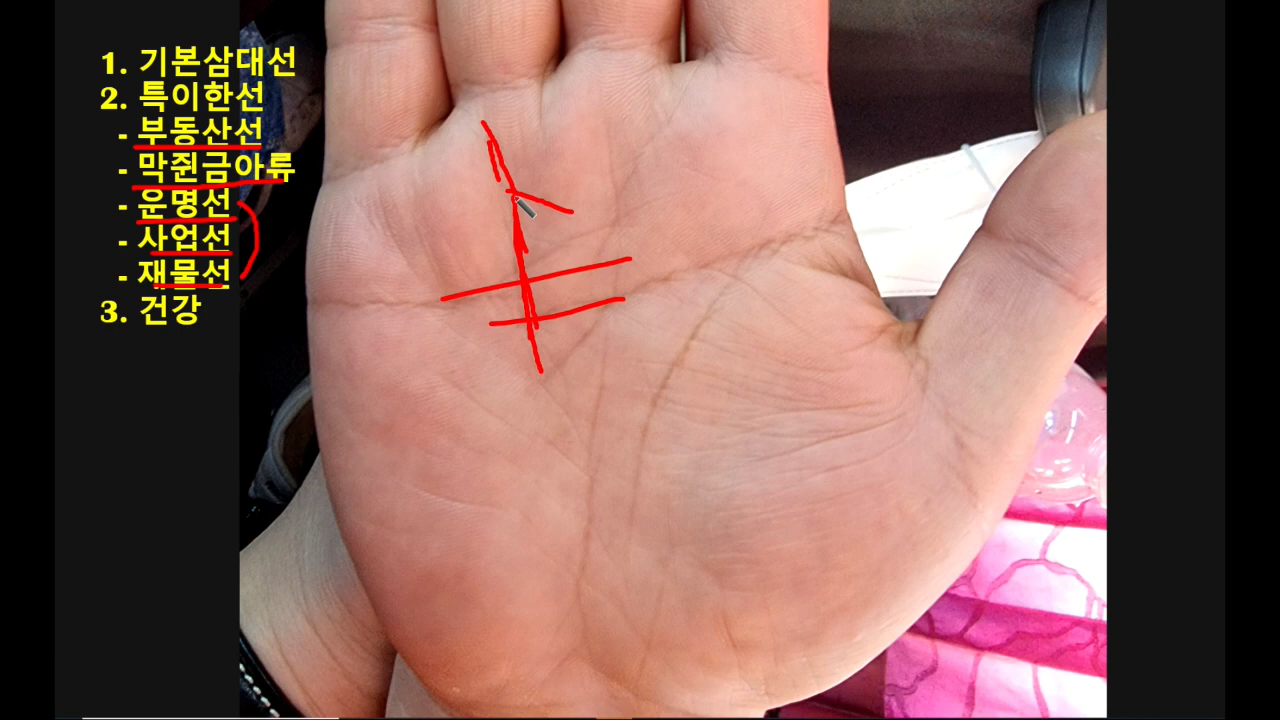 1. 기본삼대선
2. 특이한선
- 부동산선
- 막쥔금아류
- 운명선
- 사업선
- 재물선
3. 건강